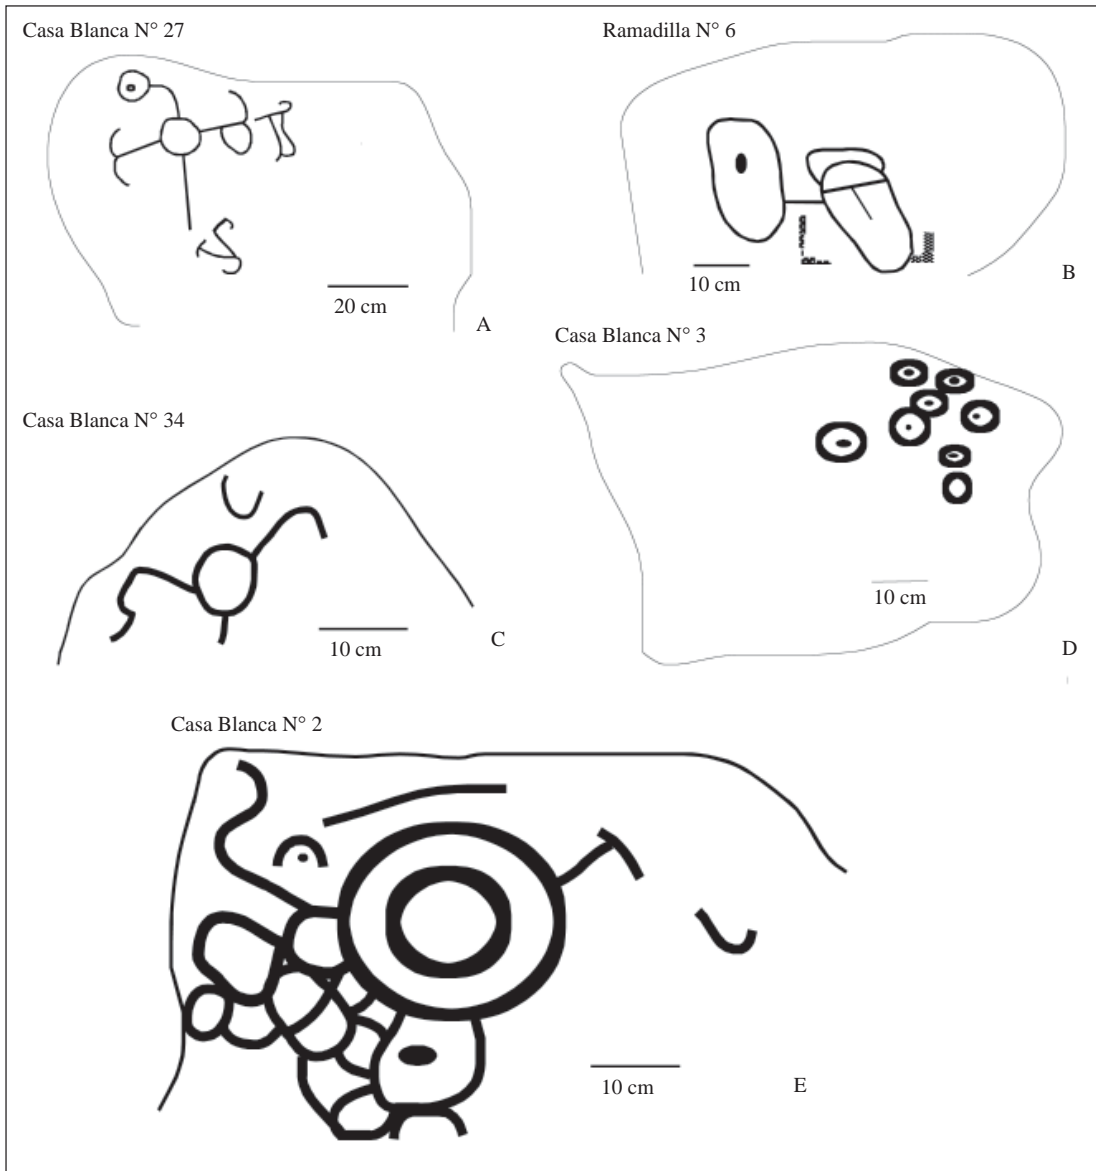 Casa Blanca N° 27
Ramadilla N° 6
20 cm
A
10 cm
B
Casa Blanca N° 3
Casa Blanca N° 34
10 cm
C
10 cm
D
Casa Blanca N° 2
10 cm
E